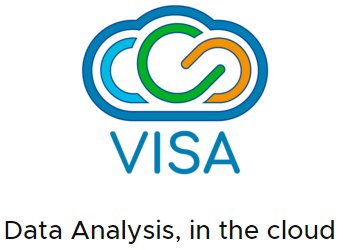 VISA
Data Analysis, in the cloud